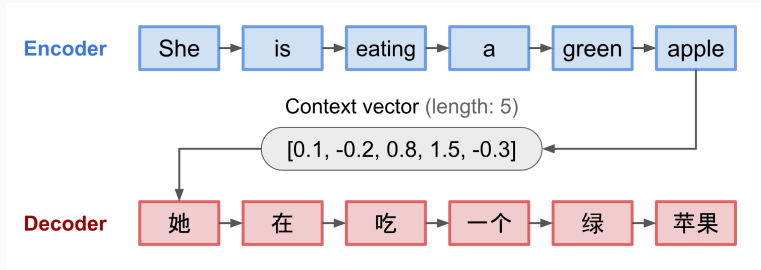 Encoder She is eating a green apple
Context vector (length: 5)
[0.1, -0.2, 0.8, 1.5, -0.3]
Decoder 她 在 吃 一个 绿 苹果